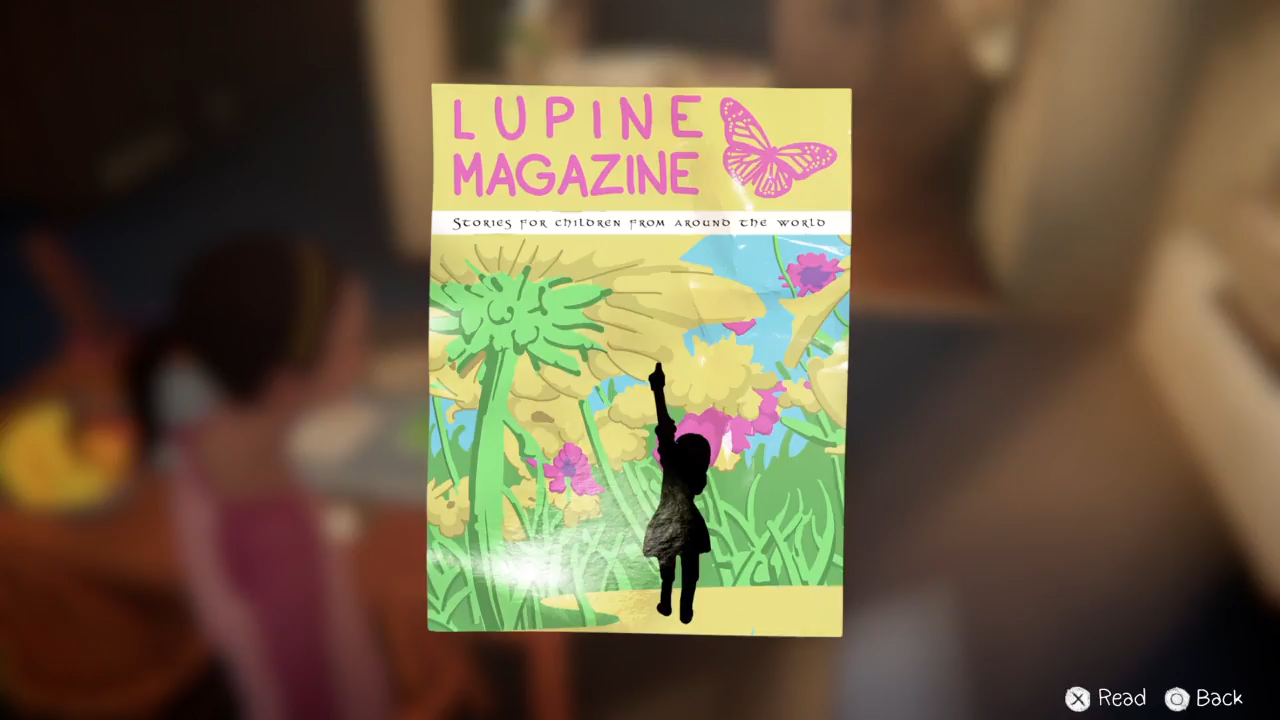 LUPINE
MAGAZINE
Stories for children from around the world
Read
Back